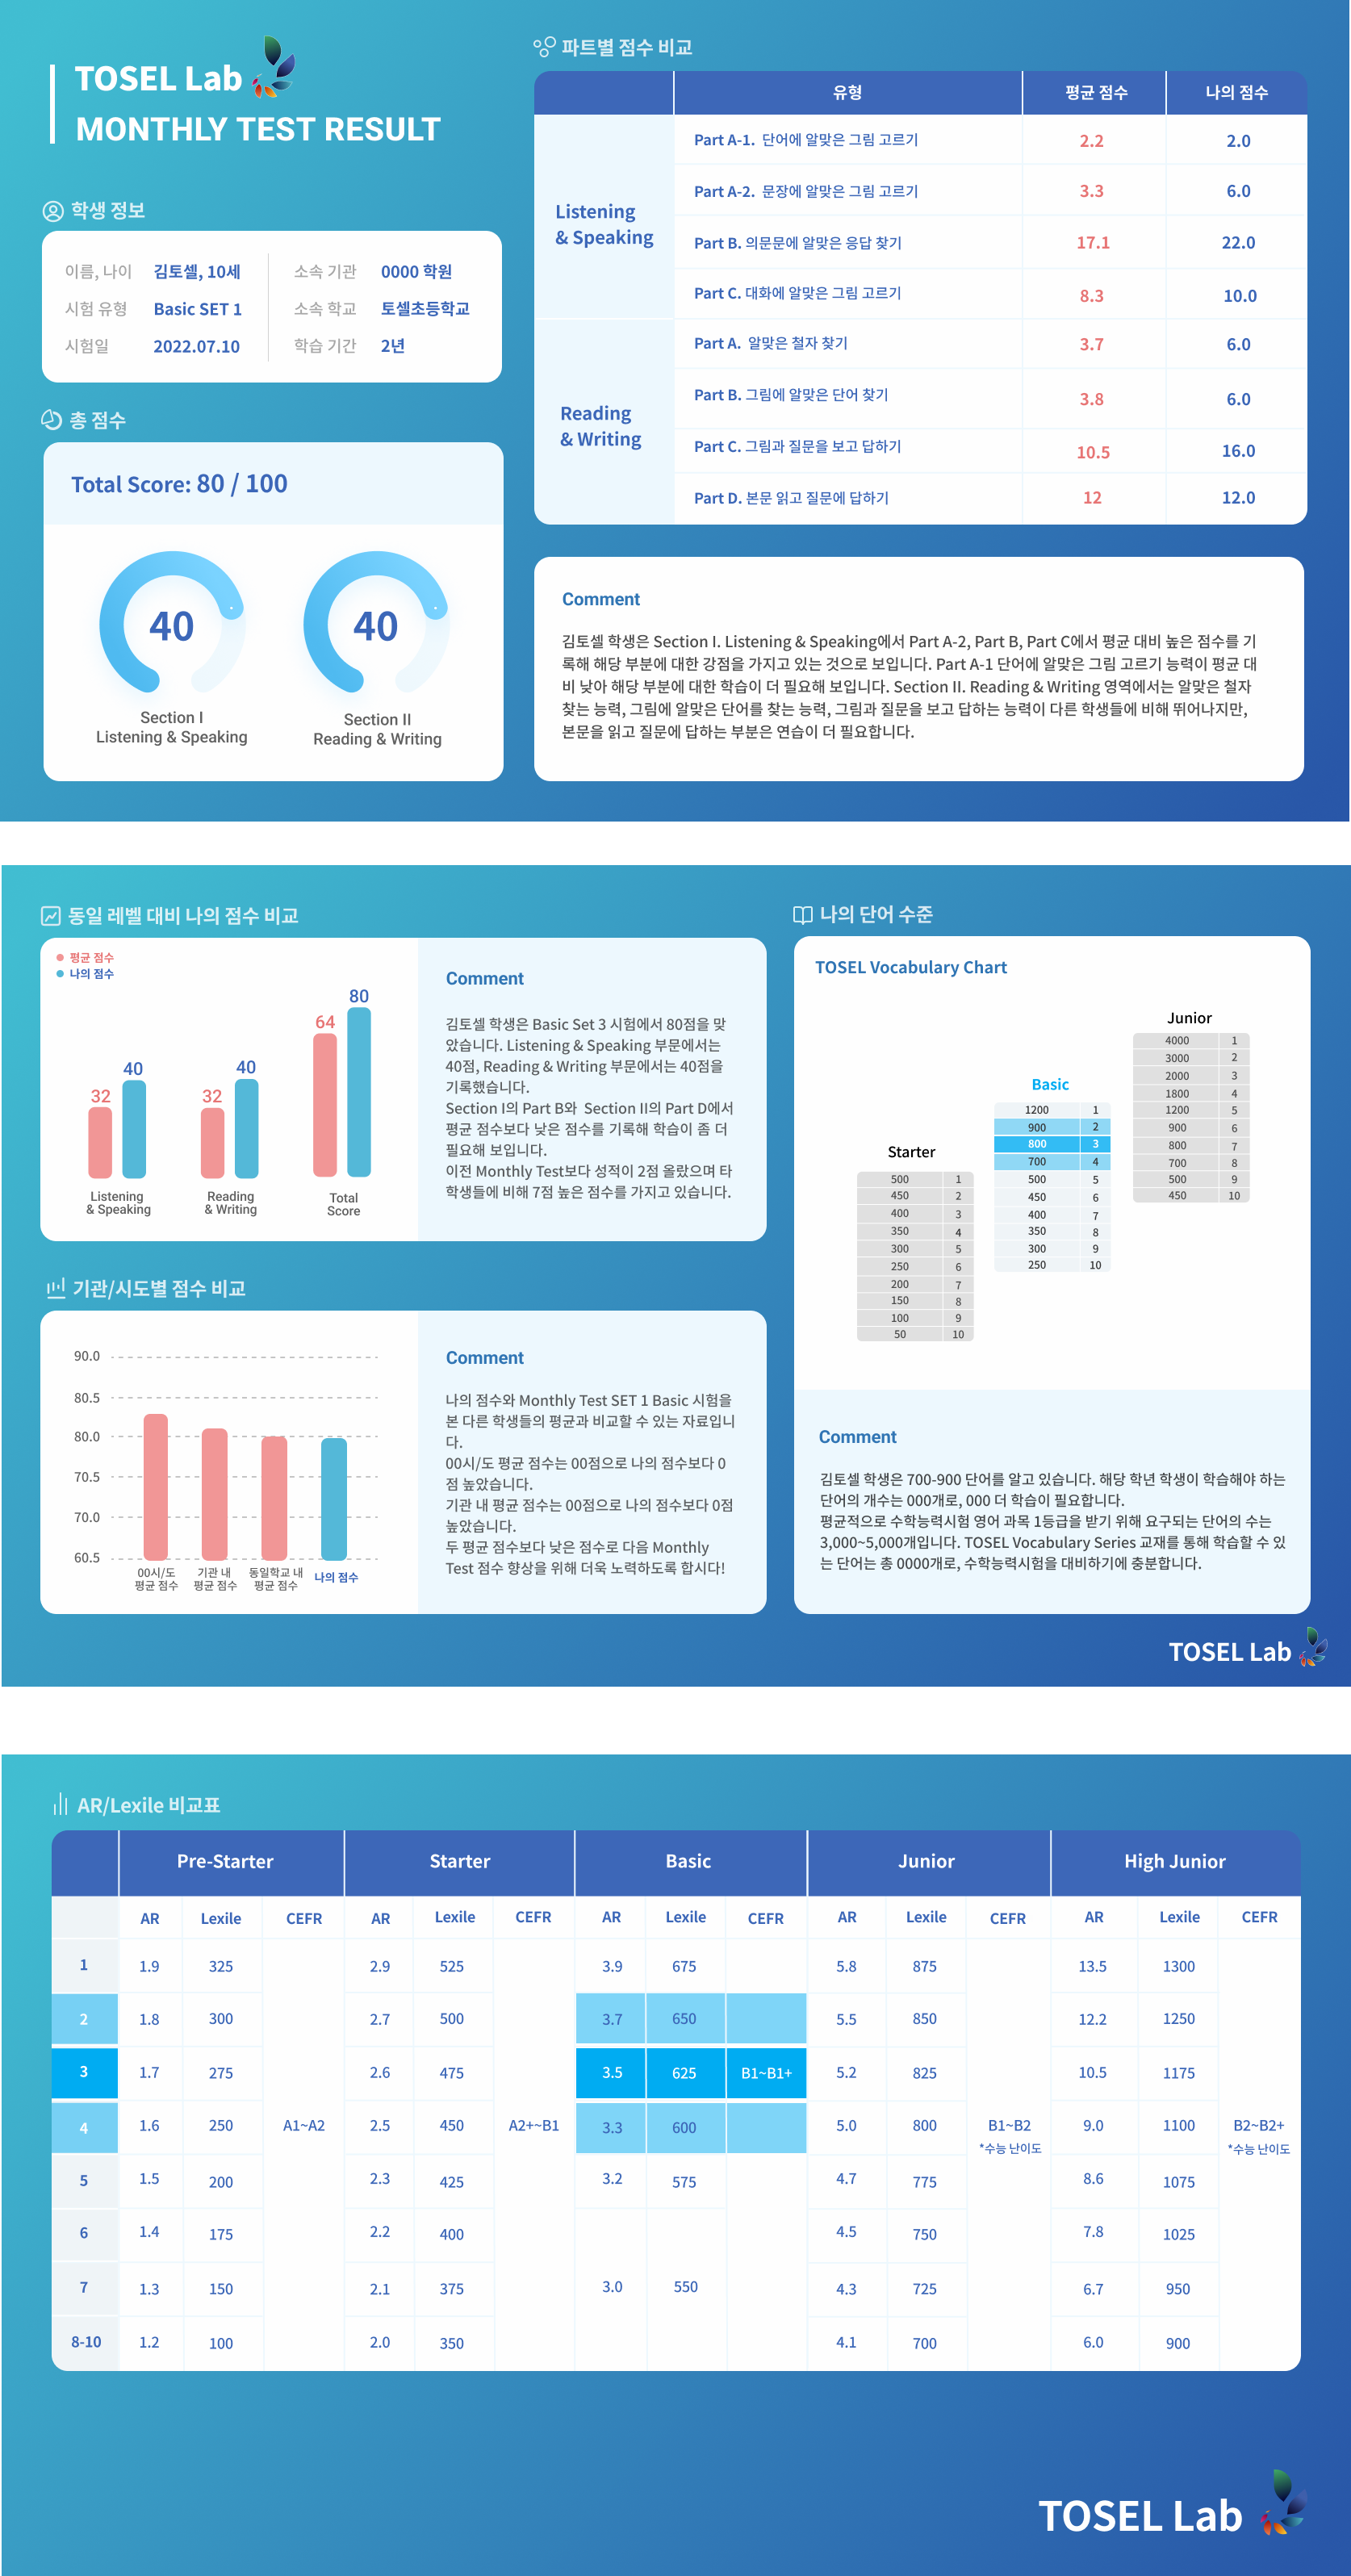 TOSEL Lab
MONTHLY TEST RESULT
학생 정보
이름, 나이 김토셀, 10세 소속 기관 0000 학원
시험 유형 Basic SET 1 소속 학교 토셀초등학교
시험일 2022.07.10 학습 기간 2년
총 점수
Total Score: 80 / 100
40 40
Section I Section II
Listening & Speaking Reading & Writing
파트별 점수 비교
유형 평균 점수 나의 점수
Listening
& Speaking
Part A-1. 단어에 알맞은 그림 고르기 2.2 2.0
Part A-2. 문장에 알맞은 그림 고르기 3.3 6.0
Part B. 의문문에 알맞은 응답 찾기 17.1 22.0
Part C. 대화에 알맞은 그림 고르기 8.3 10.0
Reading
& Writing
Part A. 알맞은 철자 찾기 3.7 6.0
Part B. 그림에 알맞은 단어 찾기 3.8 6.0
Part C. 그림과 질문을 보고 답하기 10.5 16.0
Part D. 본문 읽고 질문에 답하기 12 12.0
Comment
김토셀 학생은 Section I. Listening & Speaking에서 Part A-2, Part B, Part C에서 평균 대비 높은 점수를 기
록해 해당 부분에 대한 강점을 가지고 있는 것으로 보입니다. Part A-1 단어에 알맞은 그림 고르기 능력이 평균 대
비 낮아 해당 부분에 대한 학습이 더 필요해 보입니다. Section II. Reading & Writing 영역에서는 알맞은 철자
찾는 능력, 그림에 알맞은 단어를 찾는 능력, 그림과 질문을 보고 답하는 능력이 다른 학생들에 비해 뛰어나지만,
본문을 읽고 질문에 답하는 부분은 연습이 더 필요합니다.
동일 레벨 대비 나의 점수 비교
평균 점수
나의 점수
32 40 32 40 64 80
Listening
& Speaking
Reading
& Writing
Total
Score
Comment
김토셀 학생은 Basic Set 3 시험에서 80점을 맞
았습니다. Listening & Speaking 부문에서는
40점, Reading & Writing 부문에서는 40점을
기록했습니다.
Section I의 Part B와 Section II의 Part D에서
평균 점수보다 낮은 점수를 기록해 학습이 좀 더
필요해 보입니다.
이전 Monthly Test보다 성적이 2점 올랐으며 타
학생들에 비해 7점 높은 점수를 가지고 있습니다.
기관/시도별 점수 비교
90.0
80.5
80.0
70.5
70.0
60.5
00시/도
평균 점수
기관 내
평균 점수
동일학교 내
평균 점수
나의 점수
Comment
나의 점수와 Monthly Test SET 1 Basic 시험을
본 다른 학생들의 평균과 비교할 수 있는 자료입니
다.
00시/도 평균 점수는 00점으로 나의 점수보다 0
점 높았습니다.
기관 내 평균 점수는 00점으로 나의 점수보다 0점
높았습니다.
두 평균 점수보다 낮은 점수로 다음 Monthly
Test 점수 향상을 위해 더욱 노력하도록 합시다!
나의 단어 수준
TOSEL Vocabulary Chart
Starter
500 1
450 2
400 3
350 4
300 5
250 6
200 7
150 8
100 9
50 10
Basic
1200 1
900 2
800 3
700 4
500 5
450 6
400 7
350 8
300 9
250 10
Junior
4000 1
3000 2
2000 3
1800 4
1200 5
900 6
800 7
700 8
500 9
450 10
Comment
김토셀 학생은 700-900 단어를 알고 있습니다. 해당 학년 학생이 학습해야 하는
단어의 개수는 000개로, 000 더 학습이 필요합니다.
평균적으로 수학능력시험 영어 과목 1등급을 받기 위해 요구되는 단어의 수는
3,000~5,000개입니다. TOSEL Vocabulary Series 교재를 통해 학습할 수 있
는 단어는 총 0000개로, 수학능력시험을 대비하기에 충분합니다.
TOSEL Lab
AR/Lexile 비교표
Pre-Starter Starter Basic Junior High Junior
AR Lexile CEFR AR Lexile CEFR AR Lexile CEFR AR Lexile CEFR AR Lexile CEFR
1 1.9 325 2.9 525 3.9 675 5.8 875 13.5 1300
2 1.8 300 2.7 500 3.7 650 5.5 850 12.2 1250
3 1.7 275 2.6 475 3.5 625 B1~B1+ 5.2 825 10.5 1175
4 1.6 250 A1~A2 2.5 450 A2+~B1 3.3 600 5.0 800 B1~B2 9.0 1100 B2~B2+
*수능 난이도 *수능 난이도
5 1.5 200 2.3 425 3.2 575 4.7 775 8.6 1075
6 1.4 175 2.2 400 4.5 750 7.8 1025
7 1.3 150 2.1 375 3.0 550 4.3 725 6.7 950
8-10 1.2 100 2.0 350 4.1 700 6.0 900
TOSEL Lab